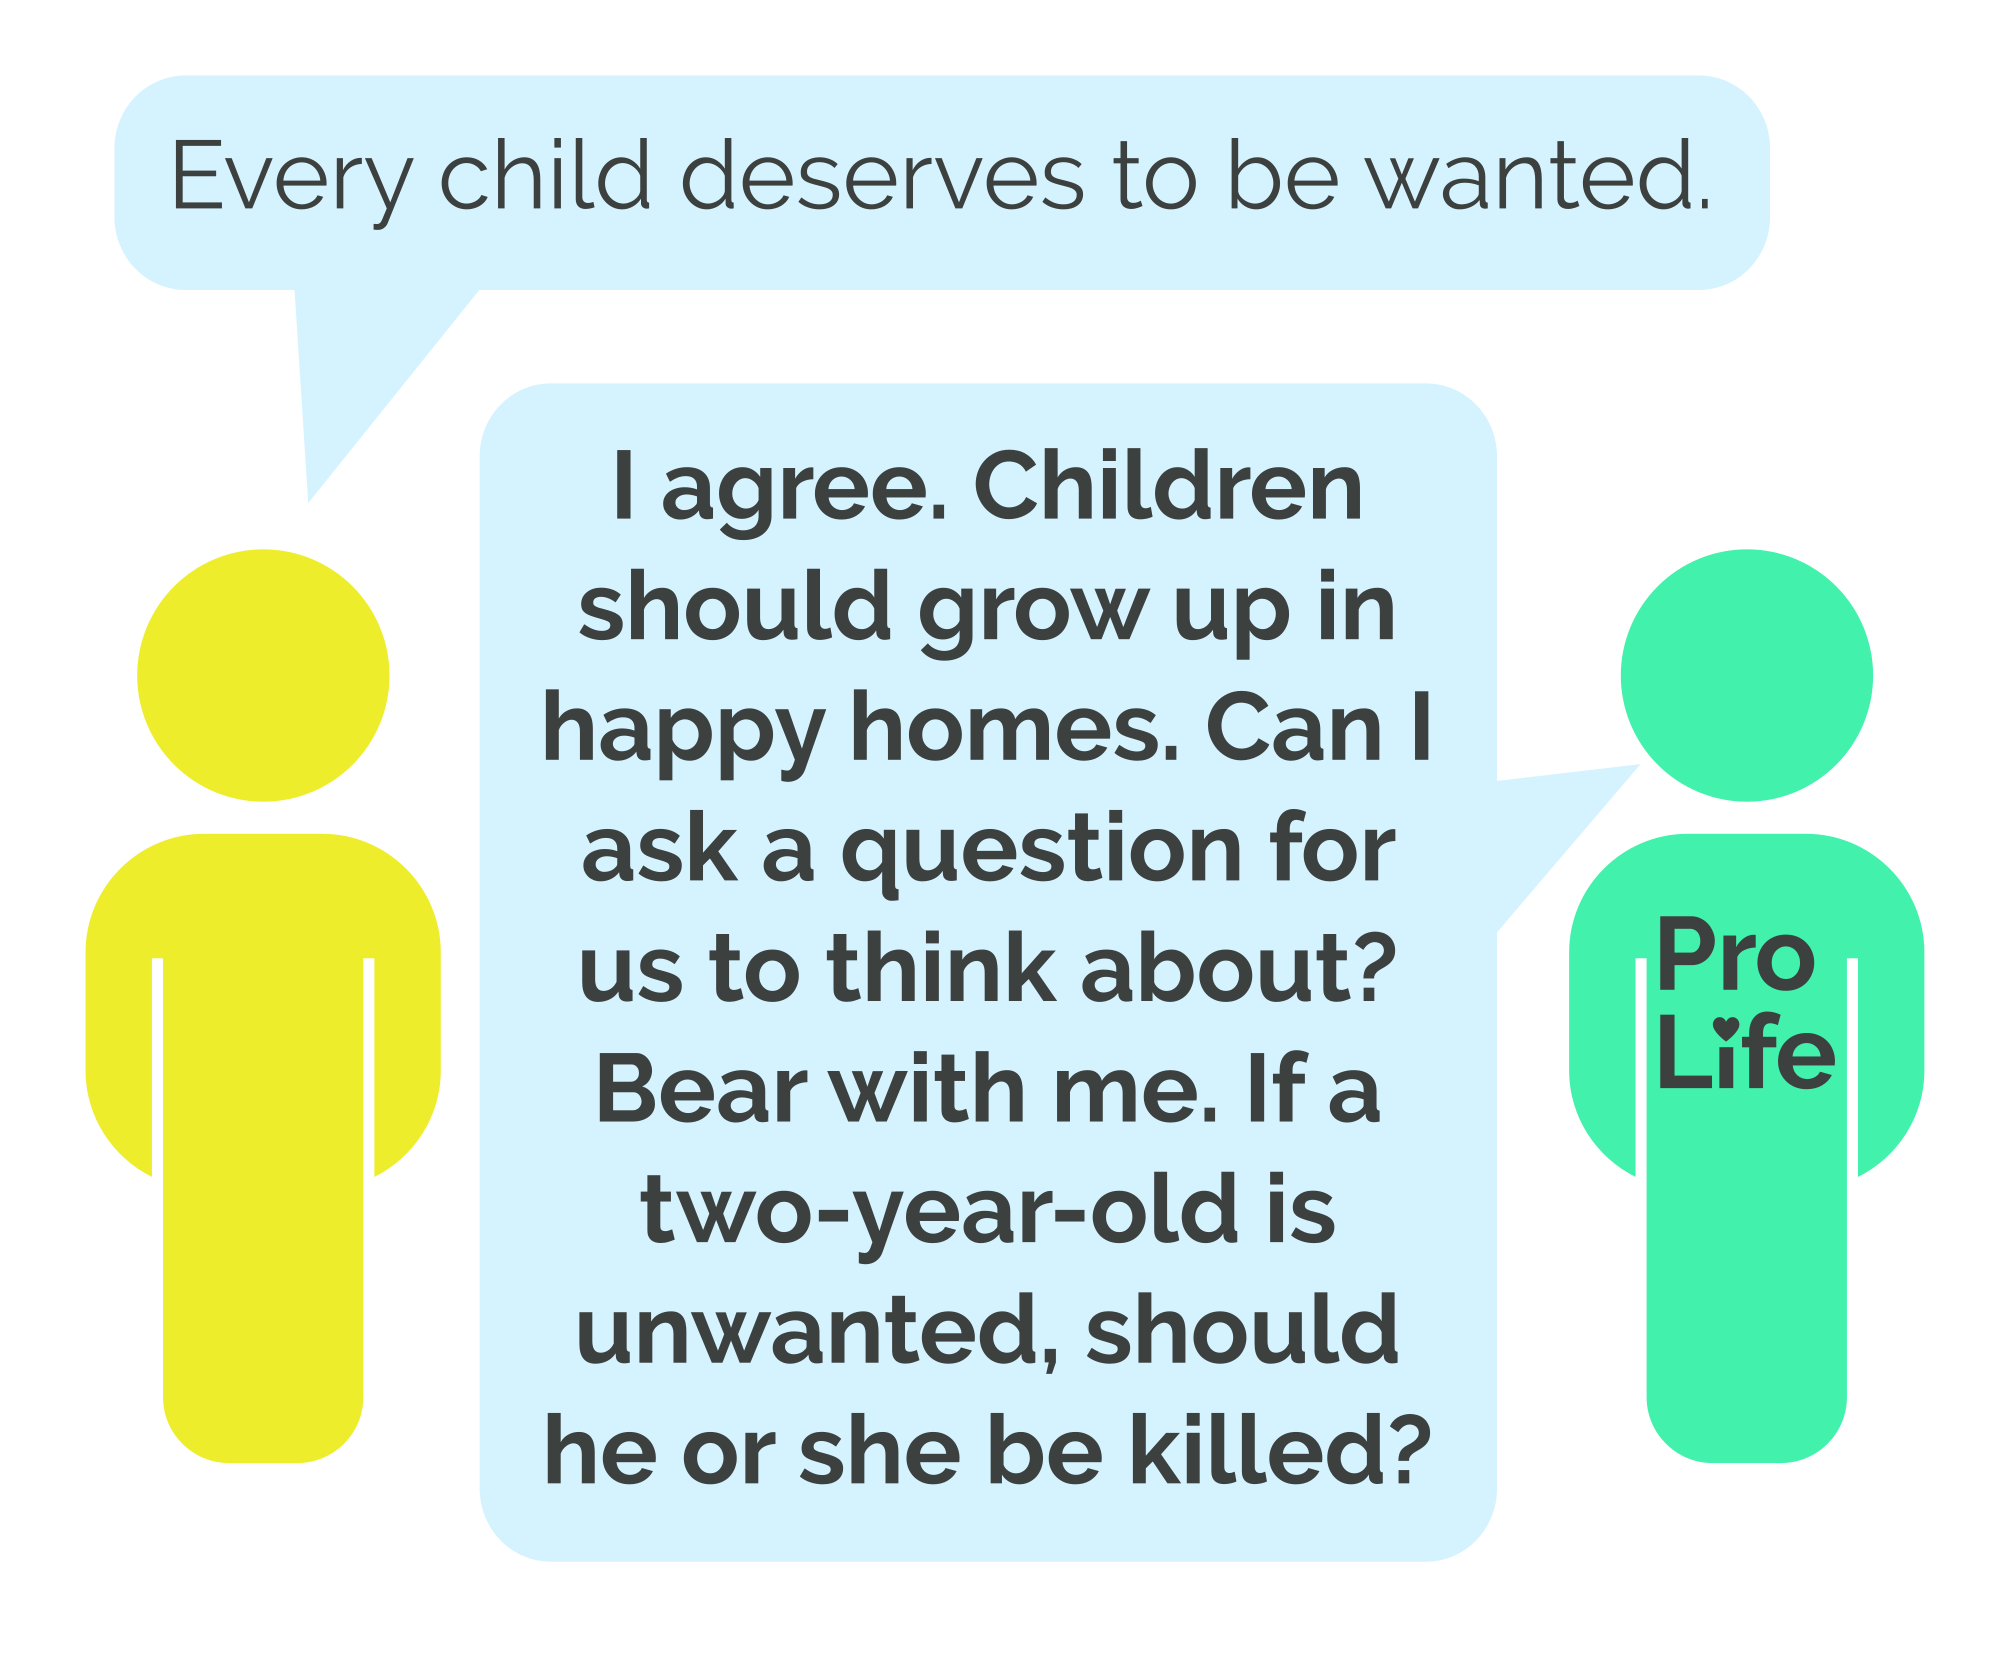 Every child deserves to be wanted.
I agree. Children
should grow up in
happy homes. Can I
ask a question for
us to think about?
Bear with me. If a
two-year-old is
unwanted, should
he or she be killed?
Pro
Life